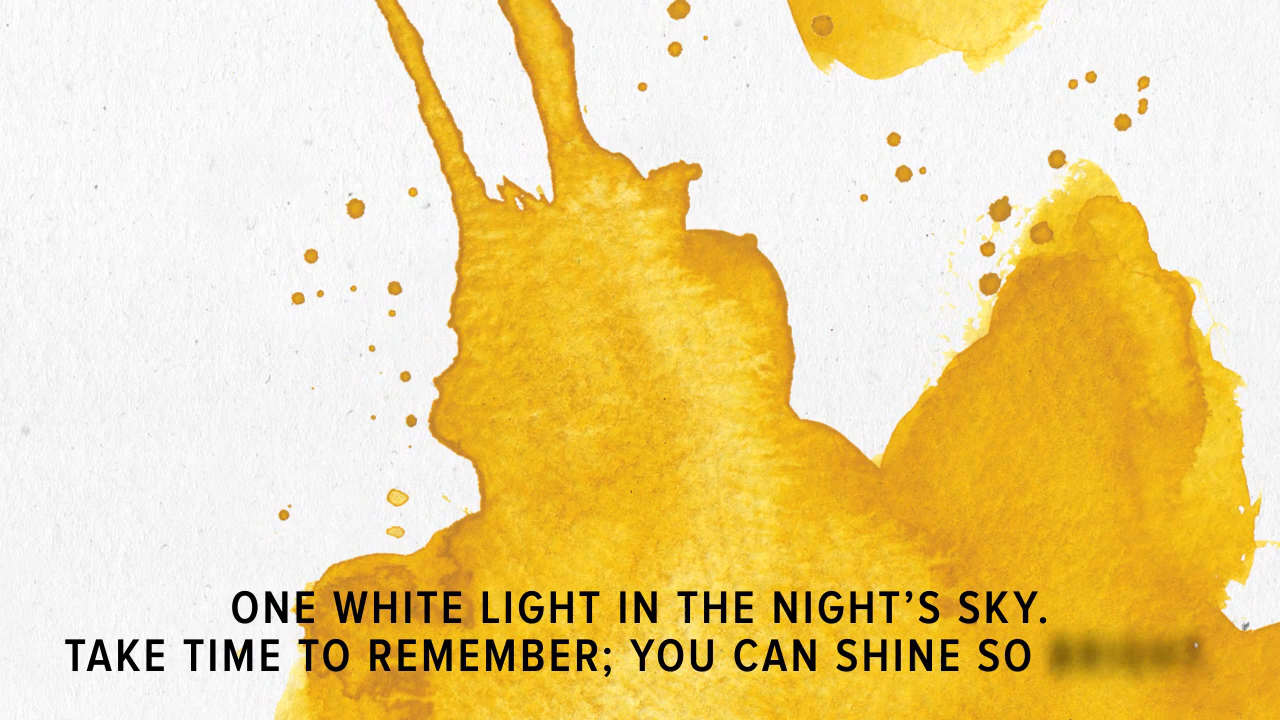 ONE WHITE LIGHT IN THE NIGHT’S SKY.
TAKE TIME TO REMEMBER; YOU CAN SHINE SO